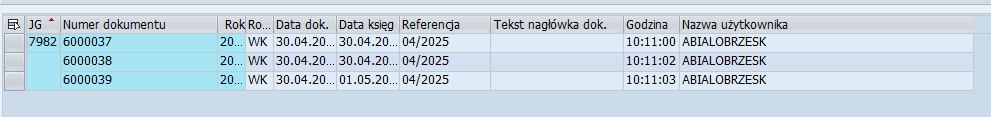 JG Numer dokumentu Rok Ro... Data dok. Data księg Referencja Tekst nagłówka dok. Godzina Nazwa użytkownika
7982 6000037 20... WK 30.04.20... 30.04.20... 04/2025 10:11:00 ABIALOBRZESK
6000038 20... WK 30.04.20... 30.04.20... 04/2025 10:11:02 ABIALOBRZESK
6000039 20... WK 30.04.20... 01.05.20... 04/2025 10:11:03 ABIALOBRZESK